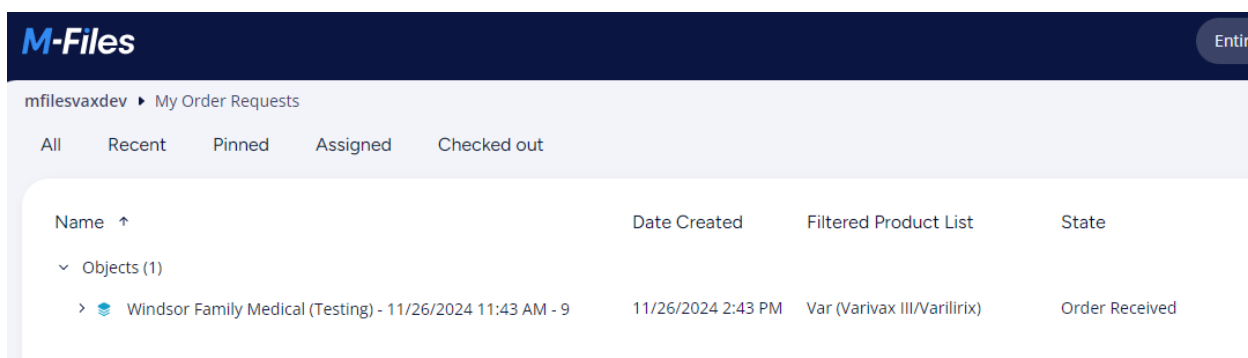 M-Files
Entir
mfilesvaxdev ▸ My Order Requests
All Recent Pinned Assigned Checked out
Name ↑ Date Created Filtered Product List State
Objects (1)
Windsor Family Medical (Testing) - 11/26/2024 11:43 AM - 9 11/26/2024 2:43 PM Var (Varivax III/Varilirix) Order Received